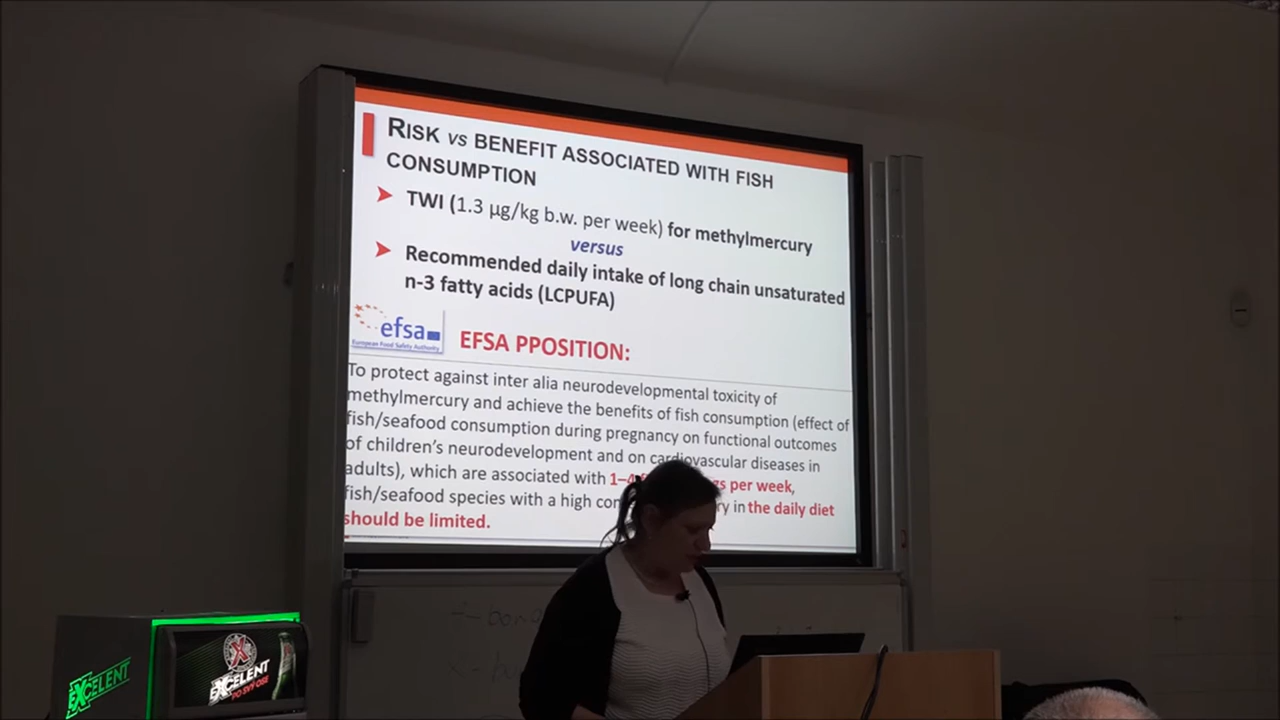 RISK vs BENEFIT ASSOCIATED WITH FISH
CONSUMPTION
TWI (1.3 µg/kg b.w. per week) for methylmercury
versus
Recommended daily intake of long chain unsaturated
n-3 fatty acids (LCPUFA)
efsa
European Food Safety Authority
EFSA PPOSITION:
To protect against inter alia neurodevelopmental toxicity of
methylmercury and achieve the benefits of fish consumption (effect of
fish/seafood consumption during pregnancy on functional outcomes
of children's neurodevelopment and on cardiovascular diseases in
adults), which are associated with 1–4 per week,
fish/seafood species with a high in the daily diet
should be limited.
EXCELENT
EXCELENT
PO SVÝ OSE